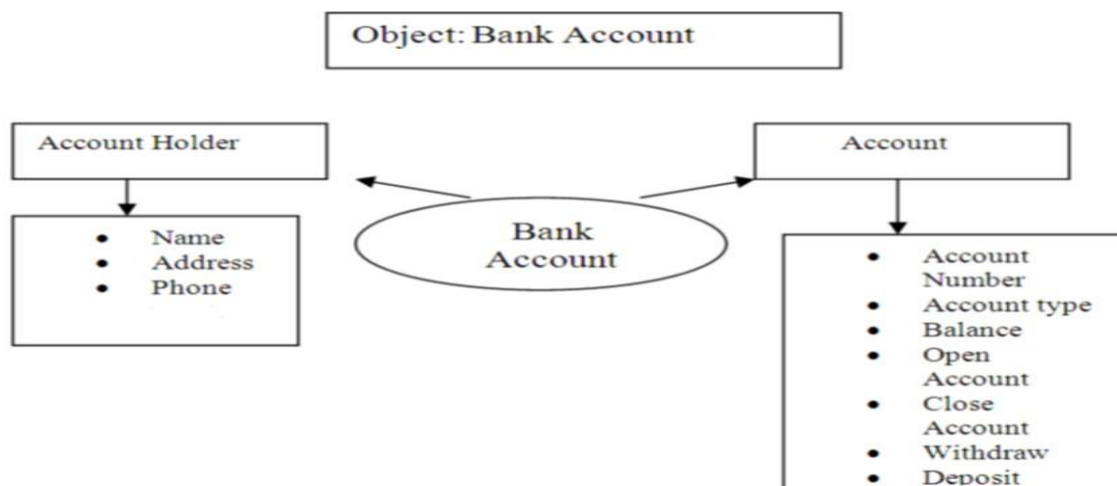 Object: Bank Account
Account Holder
• Name
• Address
• Phone
Bank
Account
Account
• Account
Number
• Account type
• Balance
• Open
Account
• Close
Account
• Withdraw
• Deposit